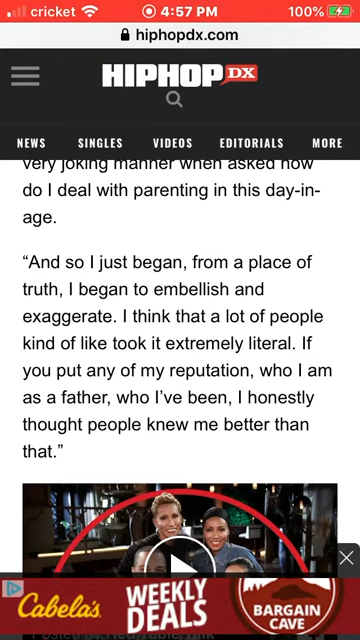 cricket 4:57 PM 100%
hiphopdx.com
HIPHOP DX
NEWS SINGLES VIDEOS EDITORIALS MORE
very joking manner when asked how
do I deal with parenting in this day-in-
age.
“And so I just began, from a place of
truth, I began to embellish and
exaggerate. I think that a lot of people
kind of like took it extremely literal. If
you put any of my reputation, who I am
as a father, who I’ve been, I honestly
thought people knew me better than
that.”
Cabela's
WEEKLY
DEALS
BARGAIN
CAVE